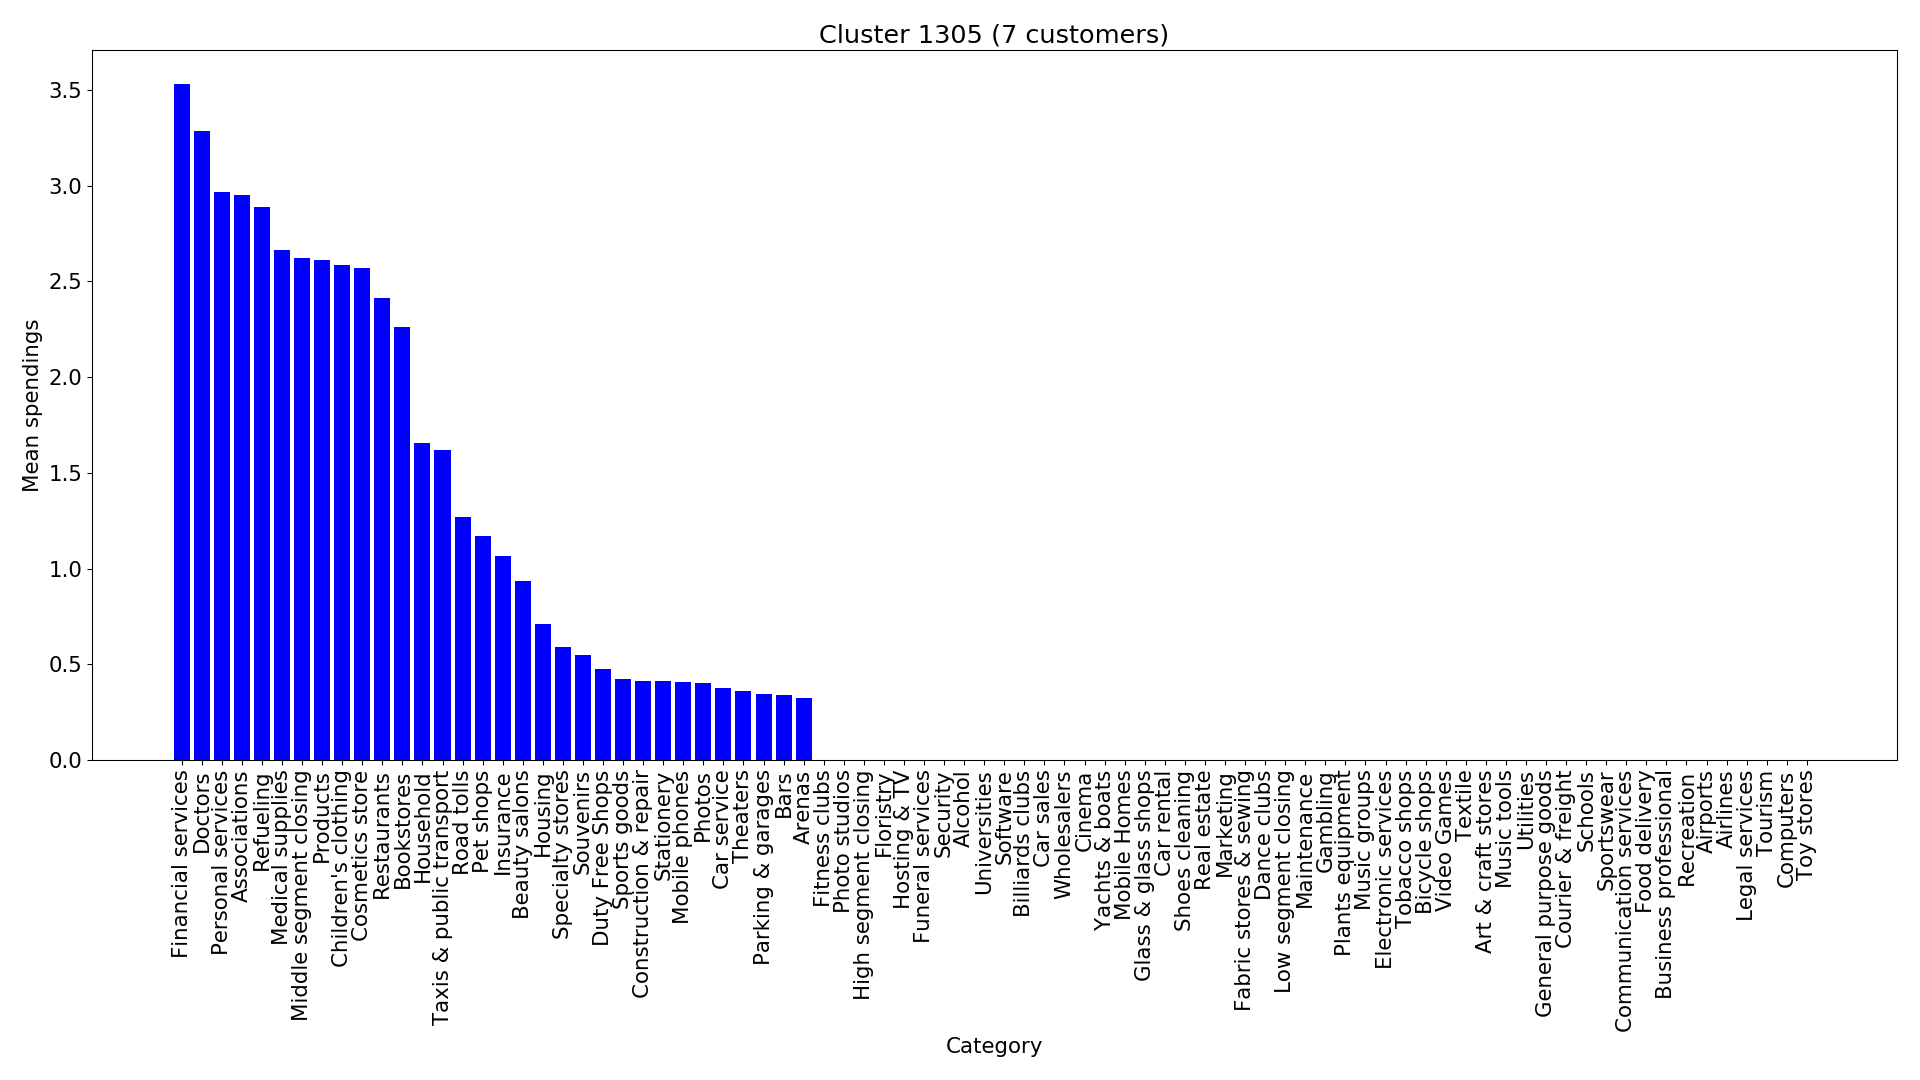 Cluster 1305 (7 customers)
Mean spendings
3.5
3.0
2.5
2.0
1.5
1.0
0.5
0.0
Financial services
Doctors
Personal services
Associations
Refuelling
Medical supplies
Middle segment closing
Products
Children's clothing
Cosmetics store
Restaurants
Bookstores
Household
Taxis & public transport
Road tolls
Pet shops
Insurance
Beauty salons
Housing
Specialty stores
Souvenirs
Duty Free Shops
Sports goods
Construction & repair
Stationery
Mobile phones
Photos
Car service
Theaters
Parking & garages
Bars
Arenas
Fitness clubs
Photo studios
High segment closing
Floristry
Hosting & TV
Funeral services
Security
Alcohol
Universities
Software
Billiards clubs
Car sales
Wholesalers
Cinema
Yachts & boats
Mobile Homes
Glass & glass shops
Car rental
Shoes cleaning
Real estate
Marketing
Fabric stores & sewing
Dance clubs
Low segment closing
Maintenance
Gambling
Plants equipment
Music groups
Electronic services
Tobacco shops
Bicycle shops
Video Games
Textile
Art & craft stores
Music tools
Utilities
General purpose goods
Courier & freight
Schools
Sportswear
Communication services
Food delivery
Business professional
Recreation
Airports
Airlines
Legal services
Tourism
Computers
Toy stores
Category